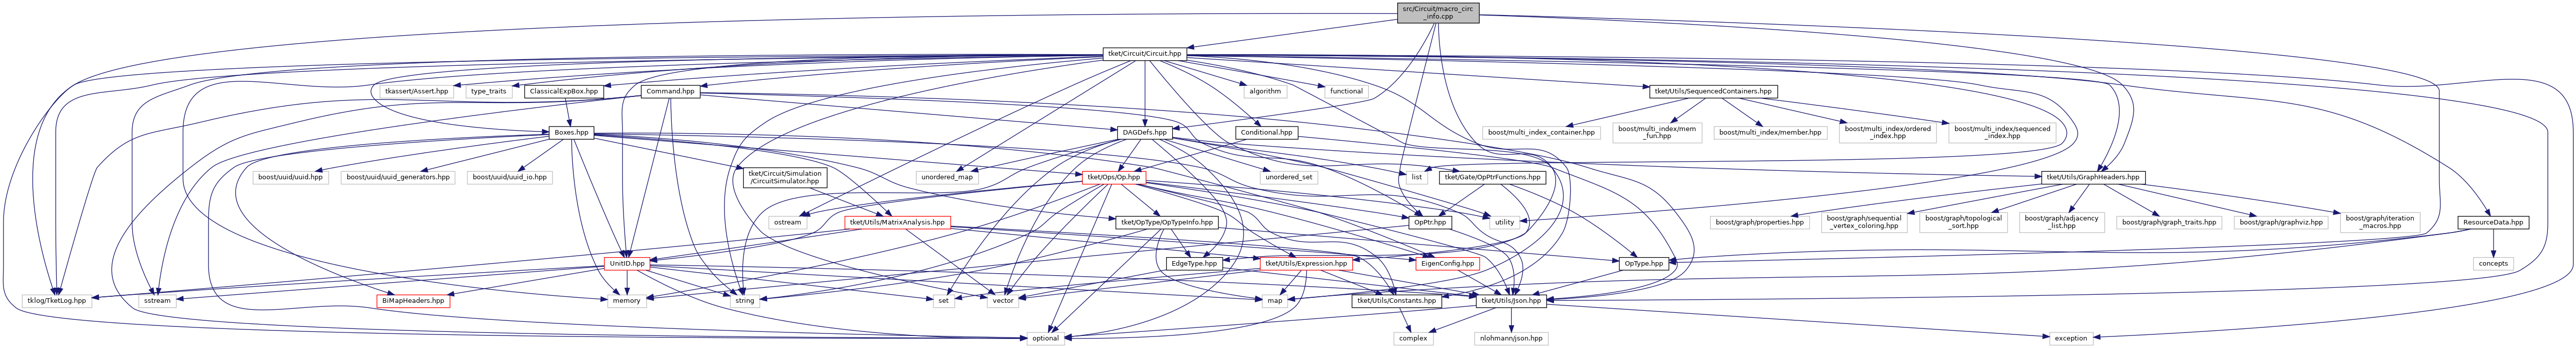 src/Circuit/macro_circ
_info.cpp
tket/Circuit/Circuit.hpp
tkassert/Assert.hpp
type_traits
ClassicalExpBox.hpp
Command.hpp
algorithm
functional
tket/Utils/SequencedContainers.hpp
Boxes.hpp
DAGDefs.hpp
Conditional.hpp
boost/multi_index_container.hpp
boost/multi_index/mem
_fun.hpp
boost/multi_index/member.hpp
boost/multi_index/ordered
_index.hpp
boost/multi_index/sequenced
_index.hpp
boost/uuid/uuid.hpp
boost/uuid/uuid_generators.hpp
boost/uuid/uuid_io.hpp
tket/Circuit/Simulation
/CircuitSimulator.hpp
unordered_map
tket/Ops/Op.hpp
unordered_set
list
tket/Gate/OpPtrFunctions.hpp
tket/Utils/GraphHeaders.hpp
ostream
tket/Utils/MatrixAnalysis.hpp
tket/OpType/OpTypeInfo.hpp
OpPtr.hpp
utility
boost/graph/properties.hpp
boost/graph/sequential
_vertex_coloring.hpp
boost/graph/topological
_sort.hpp
boost/graph/adjacency
_list.hpp
boost/graph/graph_traits.hpp
boost/graph/graphviz.hpp
boost/graph/iteration
_macros.hpp
ResourceData.hpp
UnitID.hpp
EdgeType.hpp
tket/Utils/Expression.hpp
EigenConfig.hpp
OpType.hpp
concepts
tklog/TketLog.hpp
sstream
BiMapHeaders.hpp
memory
string
set
vector
map
tket/Utils/Constants.hpp
tket/Utils/Json.hpp
optional
complex
nlohmann/json.hpp
exception